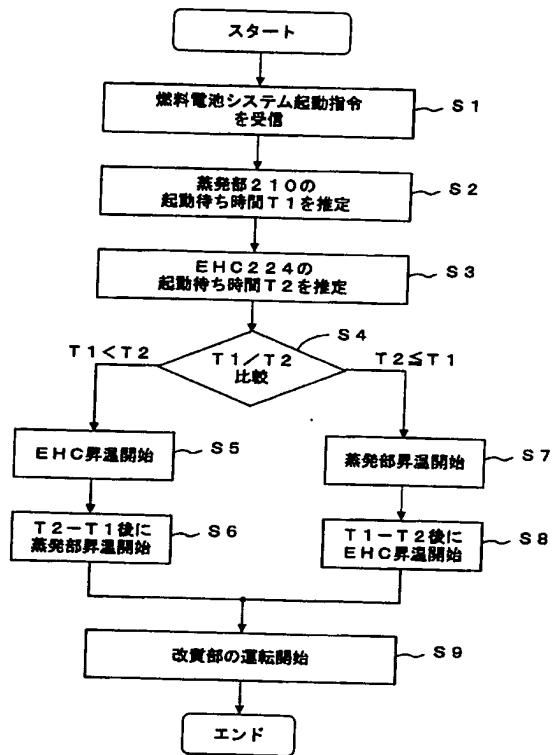 スタート
燃料電池システム起動指令
を受信
S1
蒸発部210の
起動待ち時間T1を推定
S2
EHC224の
起動待ち時間T2を推定
S3
S4
T1<T2
T1/T2
比較
T2≦T1
EHC昇温開始
S5
蒸発部昇温開始
S7
T2-T1後に
蒸発部昇温開始
S6
T1-T2後に
EHC昇温開始
S8
改質部の運転開始
S9
エンド